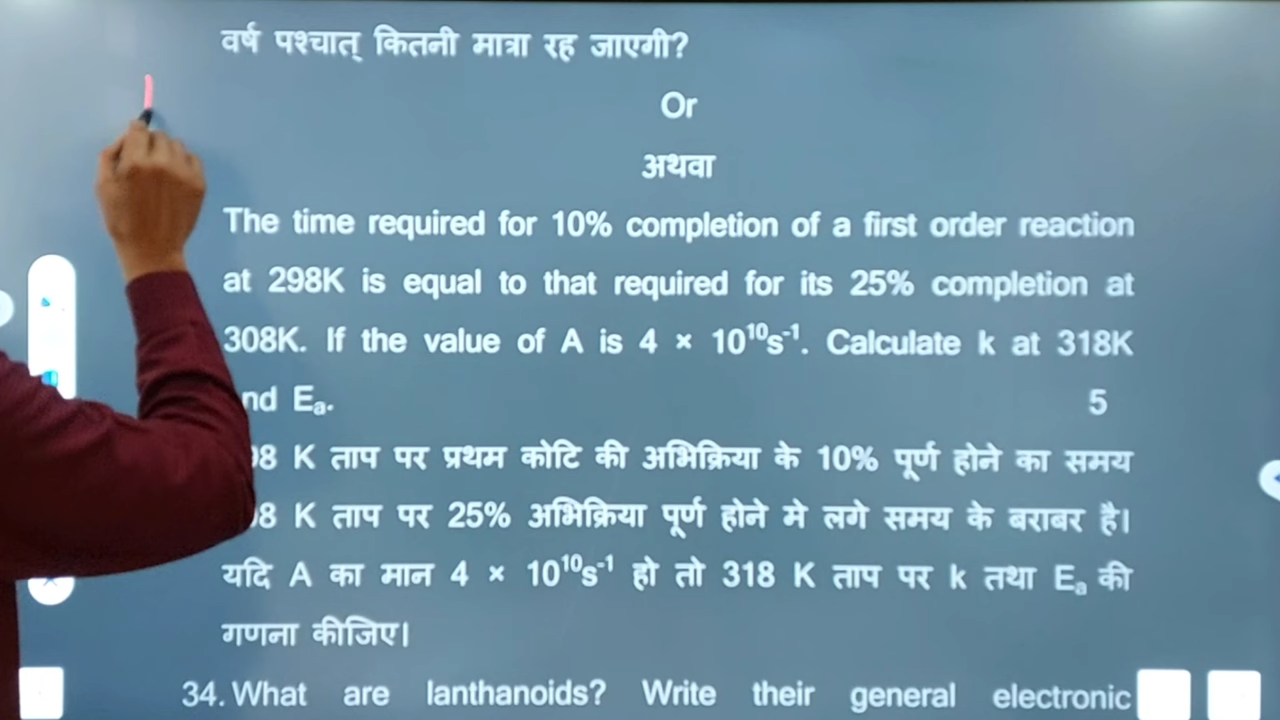 वर्ष पश्चात् कितनी मात्रा रह जाएगी?
Or
अथवा
The time required for 10% completion of a first order reaction
at 298K is equal to that required for its 25% completion at
308K. If the value of A is 4 × 10¹⁰s⁻¹. Calculate k at 318K
nd Eₐ. 5
8 K ताप पर प्रथम कोटि की अभिक्रिया के 10% पूर्ण होने का समय
8 K ताप पर 25% अभिक्रिया पूर्ण होने मे लगे समय के बराबर है।
यदि A का मान 4 × 10¹⁰s⁻¹ हो तो 318 K ताप पर k तथा Eₐ की
गणना कीजिए।
34. What are lanthanoids? Write their general electronic